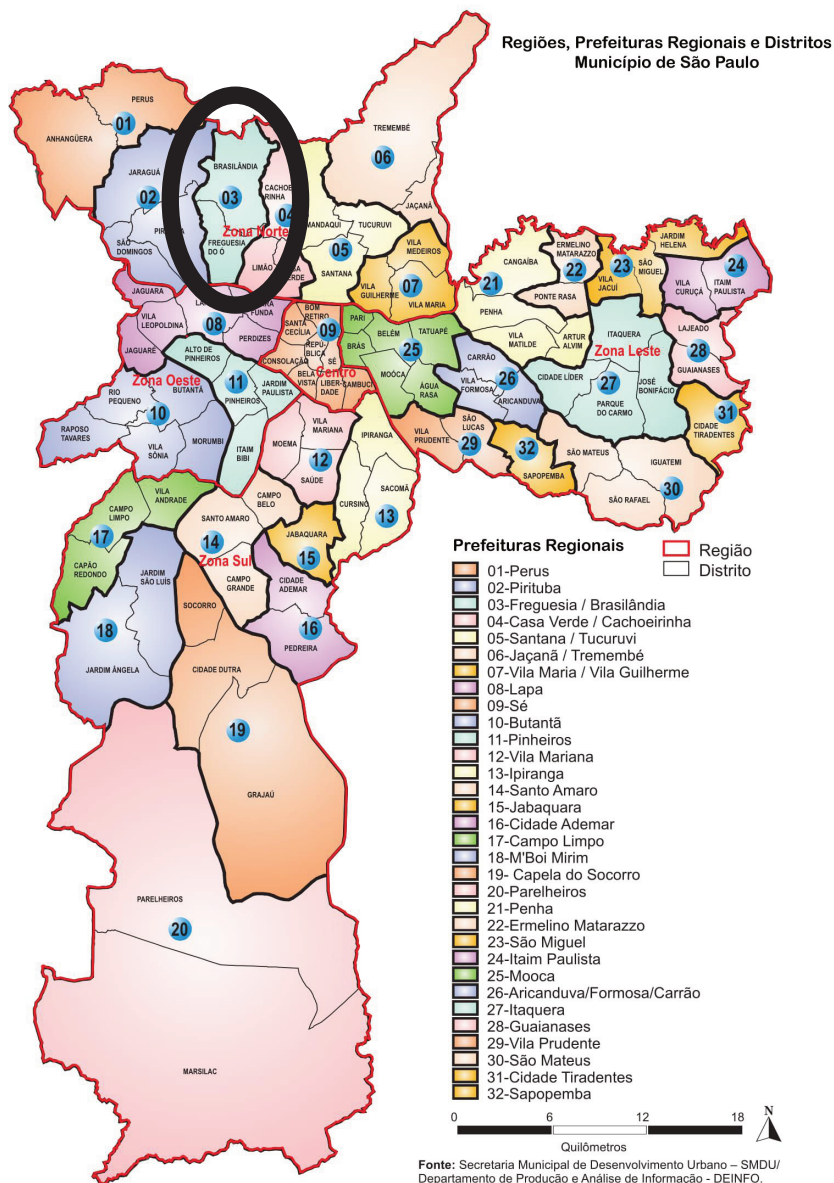 Regiões, Prefeituras Regionais e Distritos
Município de São Paulo
PERUS
01
ANHANGÜERA
TREMEMBÉ
06
JARAGUÁ
02
BRASILÂNDIA
03
CACHOE
RINHA
04
Zona Norte
JAÇANÃ
SÃO
DOMINGOS
FREGUESIA
DO Ó
MANDAQUI
TUCURUVI
05
SANTANA
LIMÃO
VILA
MEDEIROS
07
VILA
GUILHERME
VILA MARIA
CANGAÍBA
21
PENHA
VILA
MATILDE
ARTUR
ALVIM
ERMELINO
MATARAZZO
22
PONTE RASA
VILA
JACUÍ
23
SÃO
MIGUEL
JARDIM
HELENA
24
VILA
CURUÇÁ
ITAIM
PAULISTA
JAGUARA
VILA
LEOPOLDINA
08
FUNDA
JAGUARÉ
PERDIZES
BOM
RETIRO
09
SANTA
CECÍLIA
REPÚ
BLICA
SÉ
CONSOLAÇÃO
Centro
BELA
VISTA
LIBER-
DADE
CAMBUCI
PARI
BRÁS
BELÉM
TATUAPÉ
25
MOÓCA
ÁGUA
RASA
CARRÃO
VILA
FORMOSA
26
ARICANDUVA
ITAQUERA
Zona Leste
CIDADE LÍDER
27
PARQUE
DO CARMO
JOSÉ
BONIFÁCIO
LAJEADO
28
GUAIANASES
31
CIDADE
TIRADENTES
ALTO DE
PINHEIROS
11
PINHEIROS
JARDIM
PAULISTA
ITAIM
BIBI
Zona Oeste
RIO
PEQUENO
BUTANTÃ
10
RAPOSO
TAVARES
VILA
SÔNIA
MORUMBI
VILA
MARIANA
MOEMA
12
SAÚDE
IPIRANGA
SACOMÃ
CURSINO
13
VILA
PRUDENTE
SÃO
LUCAS
29
32
SAPOPEMBA
SÃO MATEUS
IGUATEMI
SÃO RAFAEL
30
VILA
ANDRADE
CAMPO
LIMPO
17
CAPÃO
REDONDO
CAMPO
BELO
SANTO AMARO
14
Zona Sul
CAMPO
GRANDE
JABAQUARA
15
CIDADE
ADEMAR
16
PEDREIRA
JARDIM
SÃO LUÍS
18
JARDIM ÂNGELA
SOCORRO
CIDADE DUTRA
19
GRAJAÚ
PARELHEIROS
20
MARSILAC
Prefeituras Regionais
Região
Distrito
01-Perus
02-Pirituba
03-Freguesia / Brasilândia
04-Casa Verde / Cachoeirinha
05-Santana / Tucuruvi
06-Jaçanã / Tremembé
07-Vila Maria / Vila Guilherme
08-Lapa
09-Sé
10-Butantã
11-Pinheiros
12-Vila Mariana
13-Ipiranga
14-Santo Amaro
15-Jabaquara
16-Cidade Ademar
17-Campo Limpo
18-M'Boi Mirim
19- Capela do Socorro
20-Parelheiros
21-Penha
22-Ermelino Matarazzo
23-São Miguel
24-Itaim Paulista
25-Mooca
26-Aricanduva/Formosa/Carrão
27-Itaquera
28-Guaianases
29-Vila Prudente
30-São Mateus
31-Cidade Tiradentes
32-Sapopemba
0 6 12 18
Quilômetros
N
Fonte: Secretaria Municipal de Desenvolvimento Urbano – SMDU/
Departamento de Produção e Análise de Informação - DEINFO.